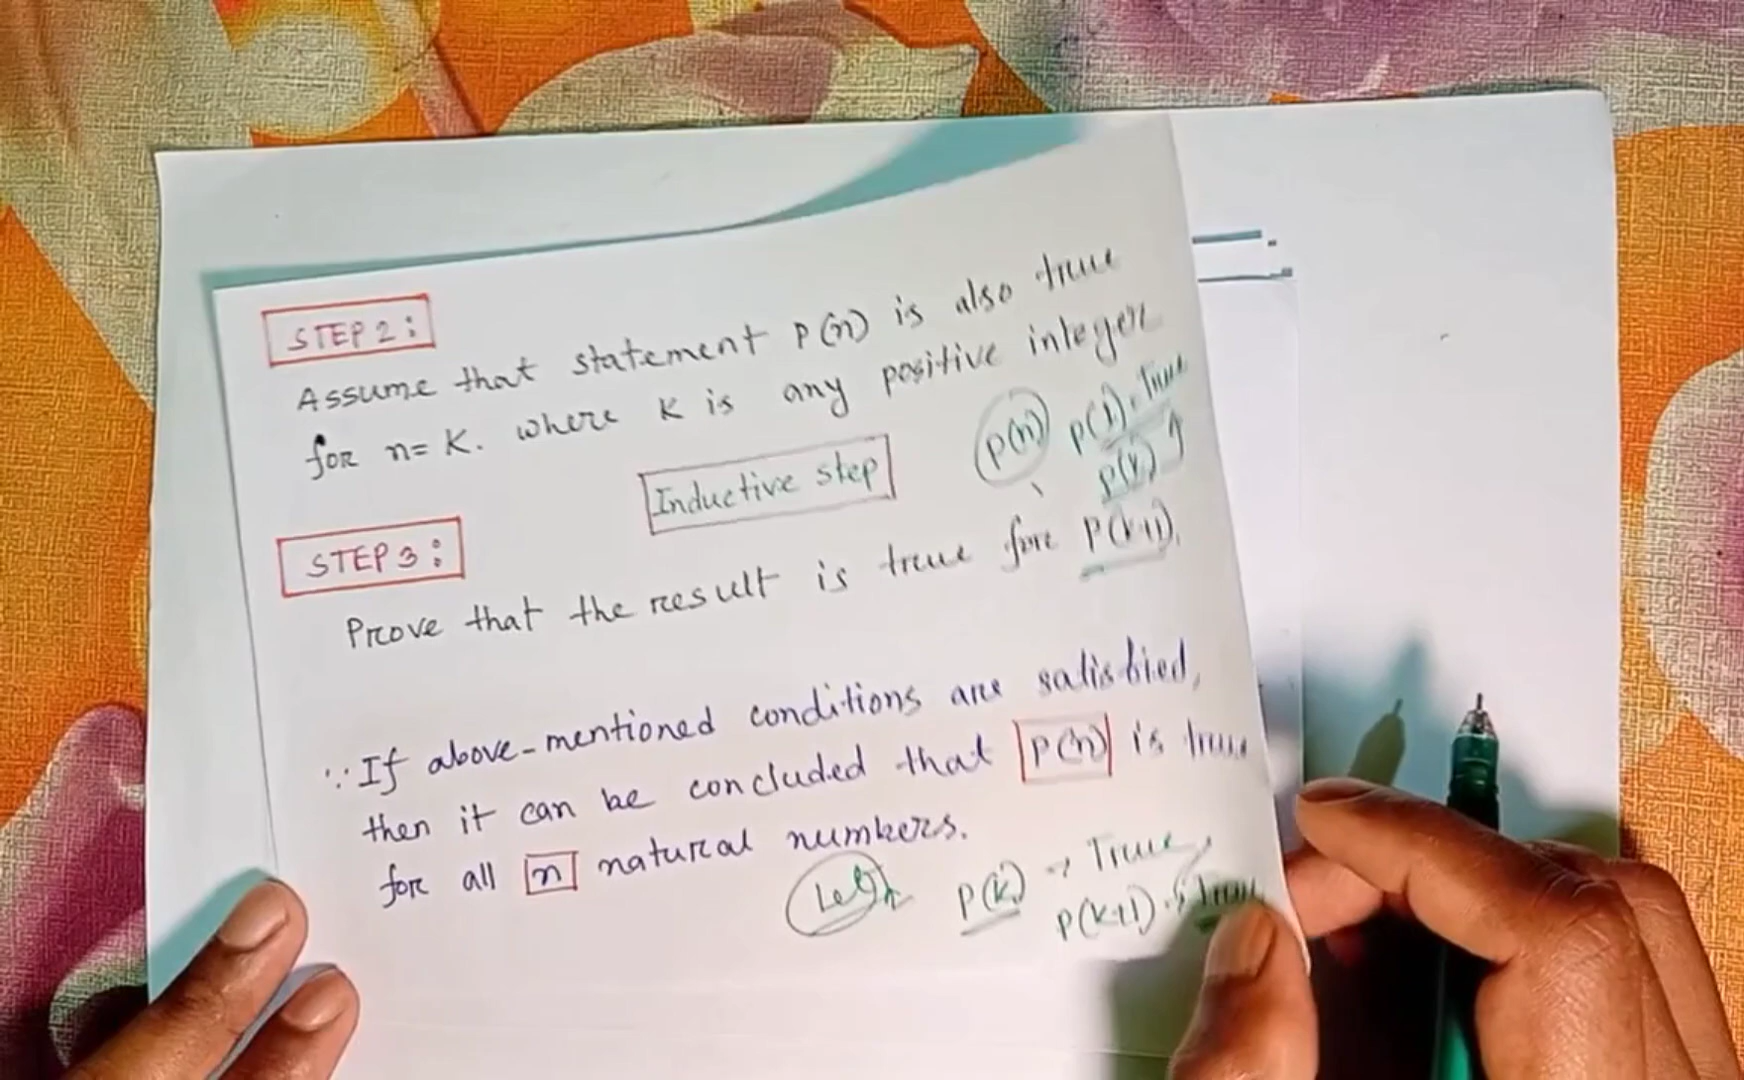 STEP 2:
Assume that statement P(n) is also true
for n= K. where K is any positive integer
P(n) P(1) True
Inductive step
P(k)
STEP 3:
Prove that the result is true for P(k+1).
∵ If above-mentioned conditions are satisfied,
then it can be concluded that P(n) is true
for all n natural numbers.
P(k) → True
P(k+1) → True